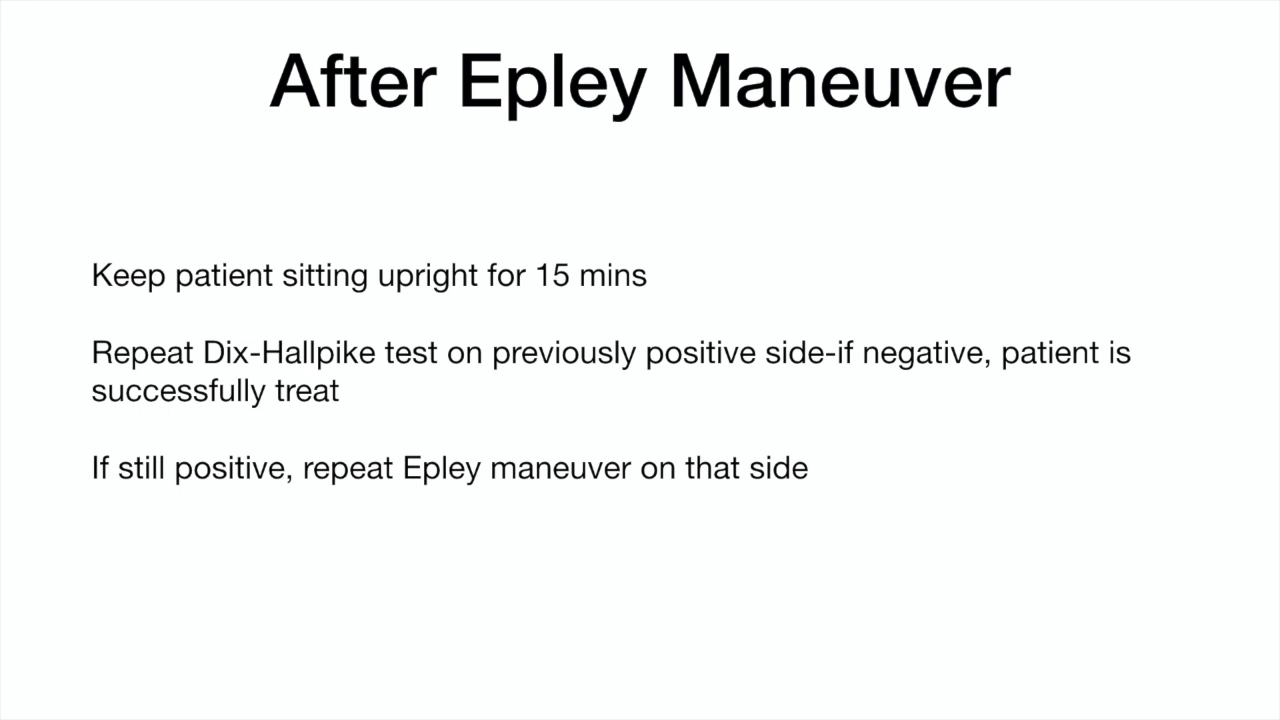 After Epley Maneuver
Keep patient sitting upright for 15 mins
Repeat Dix-Hallpike test on previously positive side-if negative, patient is
successfully treat
If still positive, repeat Epley maneuver on that side